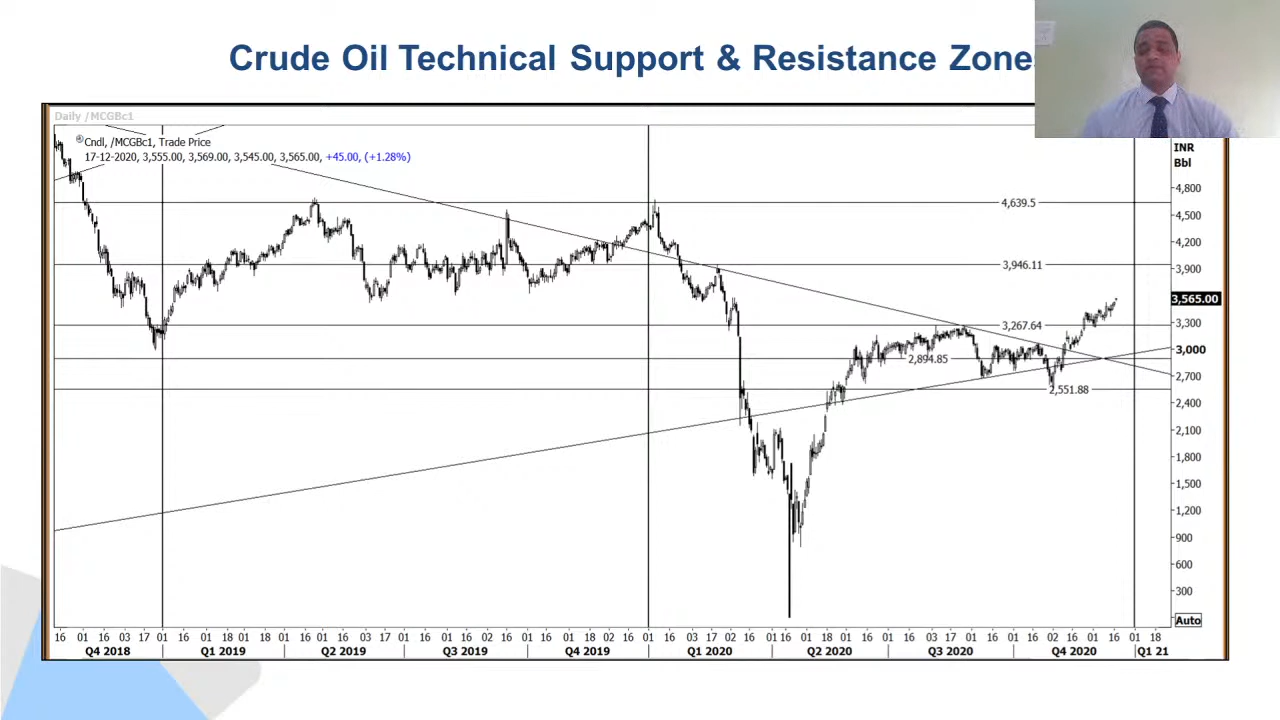 Crude Oil Technical Support & Resistance Zone
Daily /MCGBc1
Cndl, /MCGBc1, Trade Price
17-12-2020, 3,555.00, 3,569.00, 3,545.00, 3,565.00, +45.00, (+1.28%)
INR
Bbl
4,800
4,639.5
4,500
4,200
3,946.11
3,900
3,565.00
3,267.64
3,300
3,000
2,894.85
2,700
2,551.88
2,400
2,100
1,800
1,500
1,200
900
600
300
Auto
16 01 16 03 17 01 16 01 18 01 18 01 16 01 16 03 17 01 16 01 16 02 16 01 18 02 16 01 03 17 02 16 01 16 18 01 16 01 16 03 17 01 16 01 16 02 16 01 16 01 18
Q4 2018 Q1 2019 Q2 2019 Q3 2019 Q4 2019 Q1 2020 Q2 2020 Q3 2020 Q4 2020 Q1 21